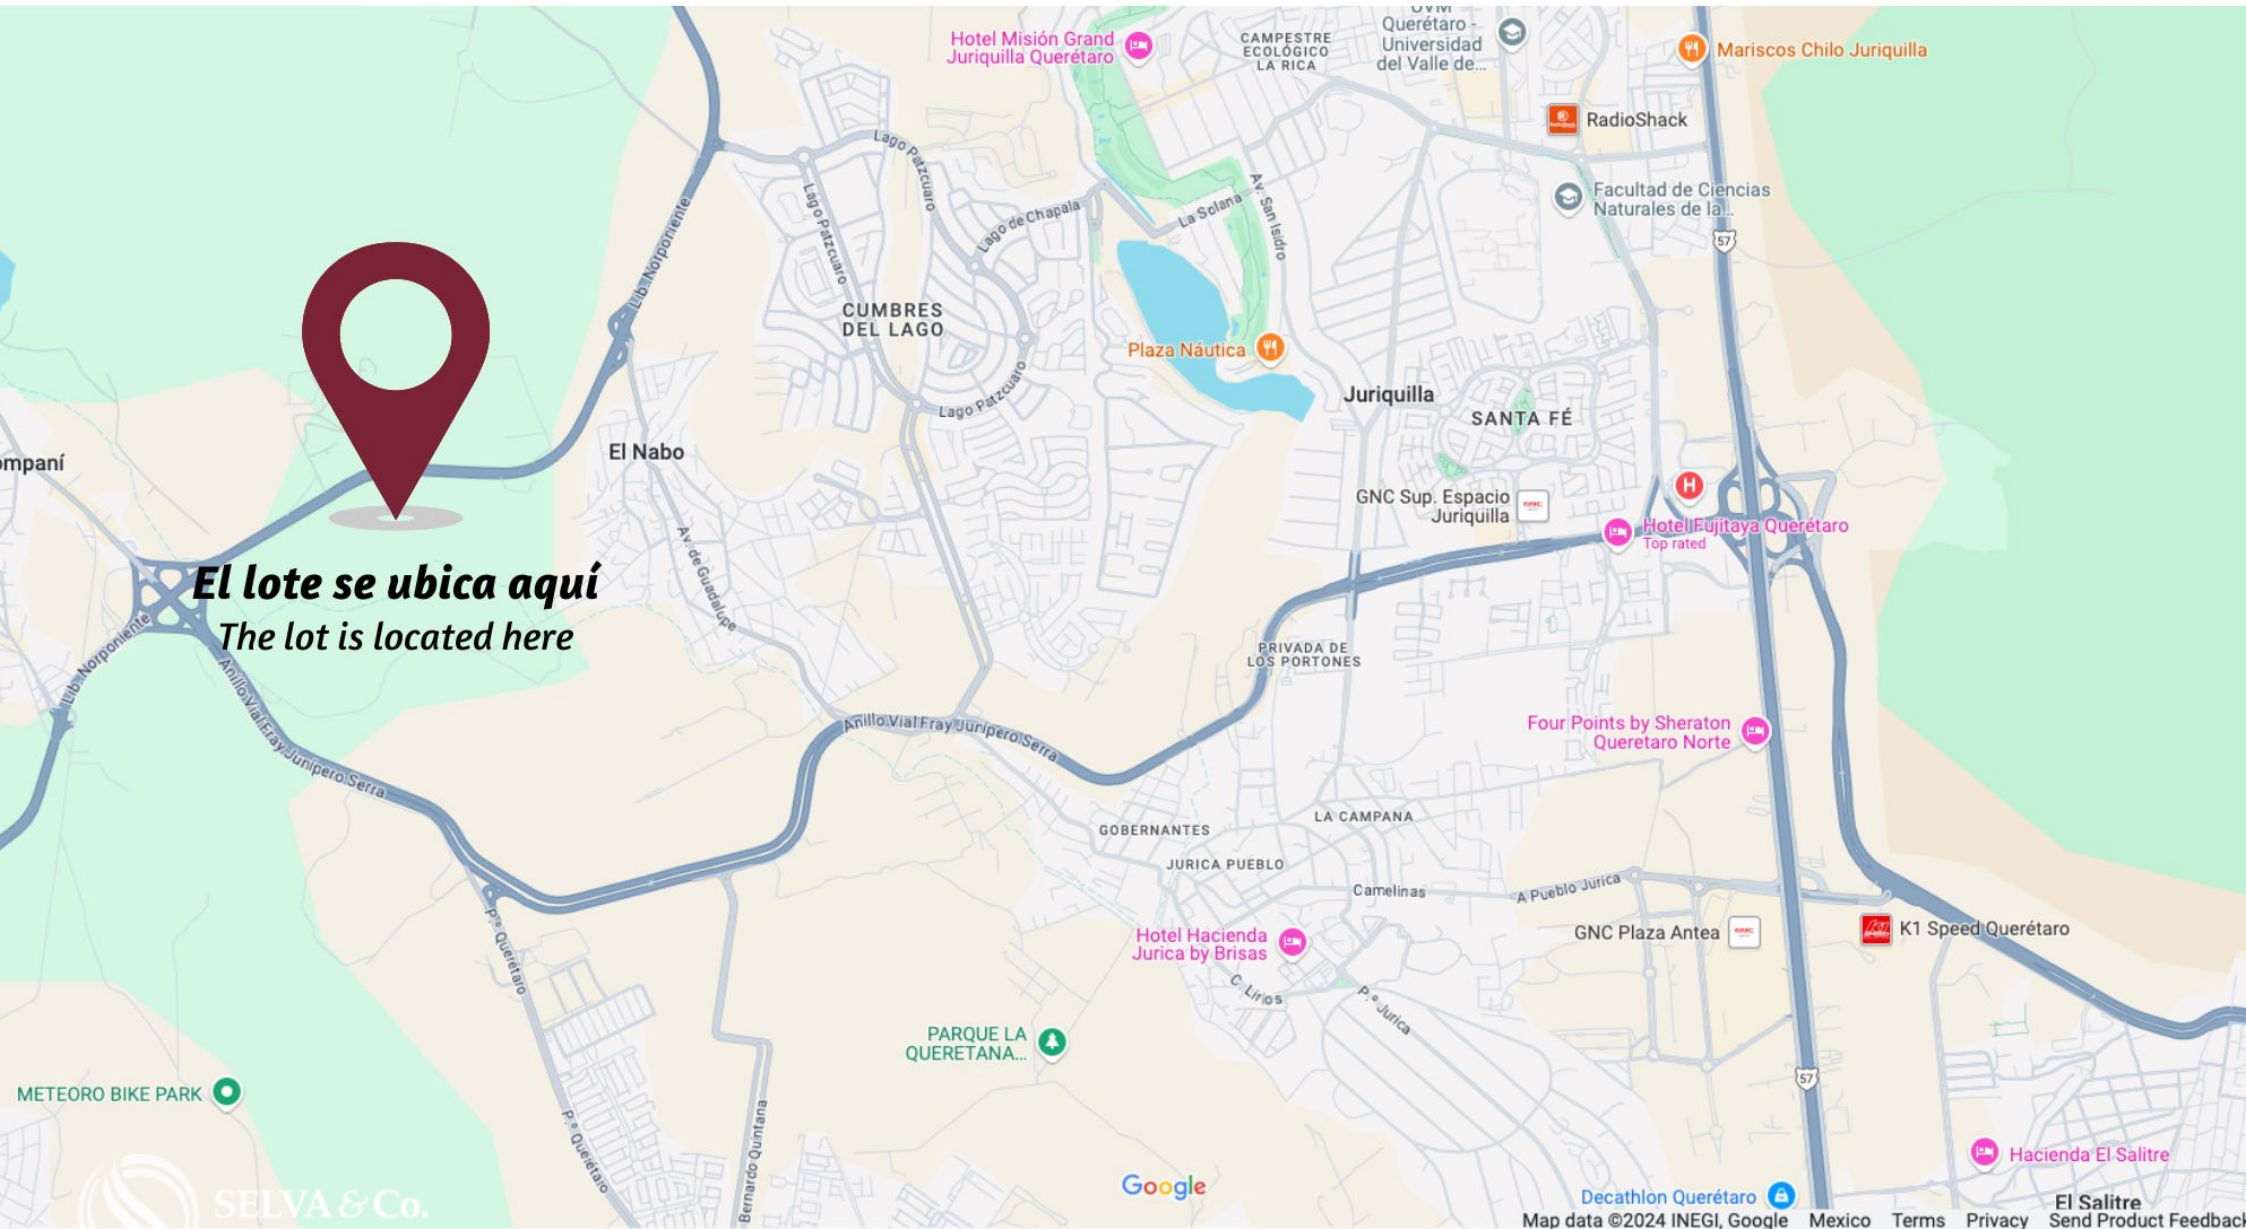 UVM
Querétaro -
Universidad
del Valle de...
Hotel Misión Grand
Juriquilla Querétaro
CAMPESTRE
ECOLÓGICO
LA RICA
Mariscos Chilo Juriquilla
RadioShack
Lago Patzcuaro
Facultad de Ciencias
Naturales de la...
Lago Patzcuaro
Lago de Chapala
La Solana
Av. San Isidro
57
Lib. Norponiente
CUMBRES
DEL LAGO
Plaza Náutica
Juriquilla
SANTA FÉ
Lago Patzcuaro
El Nabo
ompaní
H
GNC Sup. Espacio
Juriquilla
GNC
Hotel Fujitaya Querétaro
Top rated
Av. de Guadalupe
El lote se ubica aquí
The lot is located here
Lib. Norponiente
PRIVADA DE
LOS PORTONES
Anillo Vial Fray Junípero Serra
Anillo Vial Fray Junípero Serra
Four Points by Sheraton
Queretaro Norte
GOBERNANTES
LA CAMPANA
JURICA PUEBLO
Camelinas
A Pueblo Jurica
P.º Querétaro
Hotel Hacienda
Jurica by Brisas
GNC Plaza Antea
GNC
K1 Speed Querétaro
C. Lirios
P.º Jurica
PARQUE LA
QUERETANA...
METEORO BIKE PARK
57
P.º Querétaro
Bernardo Quintana
Hacienda El Salitre
SELVA & Co.
Google
Decathlon Querétaro
El Salitre
Map data ©2024 INEGI, Google Mexico Terms Privacy Send Product Feedback